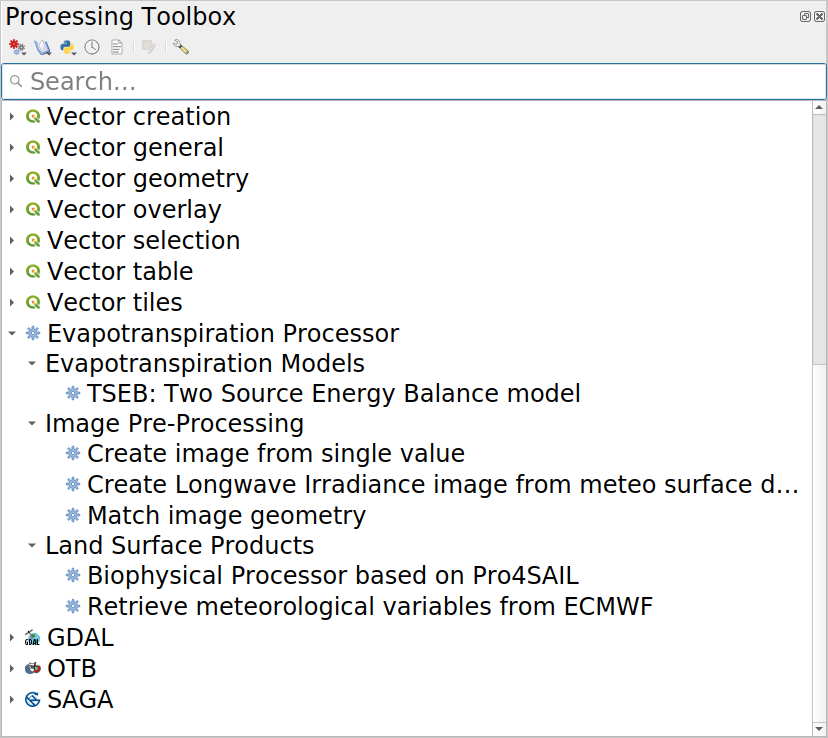 Processing Toolbox
Search…
Vector creation
Vector general
Vector geometry
Vector overlay
Vector selection
Vector table
Vector tiles
Evapotranspiration Processor
Evapotranspiration Models
TSEB: Two Source Energy Balance model
Image Pre-Processing
Create image from single value
Create Longwave Irradiance image from meteo surface d…
Match image geometry
Land Surface Products
Biophysical Processor based on Pro4SAIL
Retrieve meteorological variables from ECMWF
GDAL
OTB
SAGA